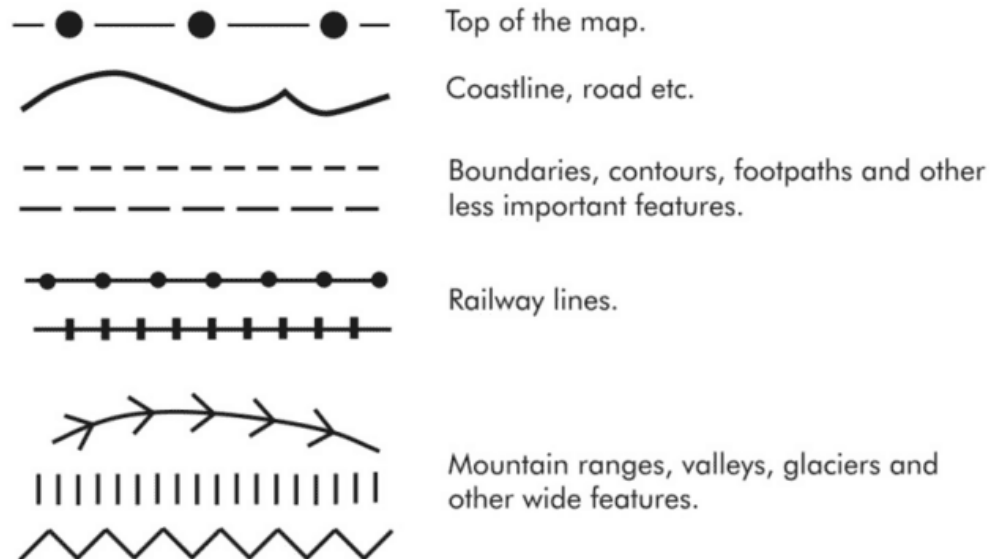 Top of the map.
Coastline, road etc.
Boundaries, contours, footpaths and other
less important features.
Railway lines.
Mountain ranges, valleys, glaciers and
other wide features.